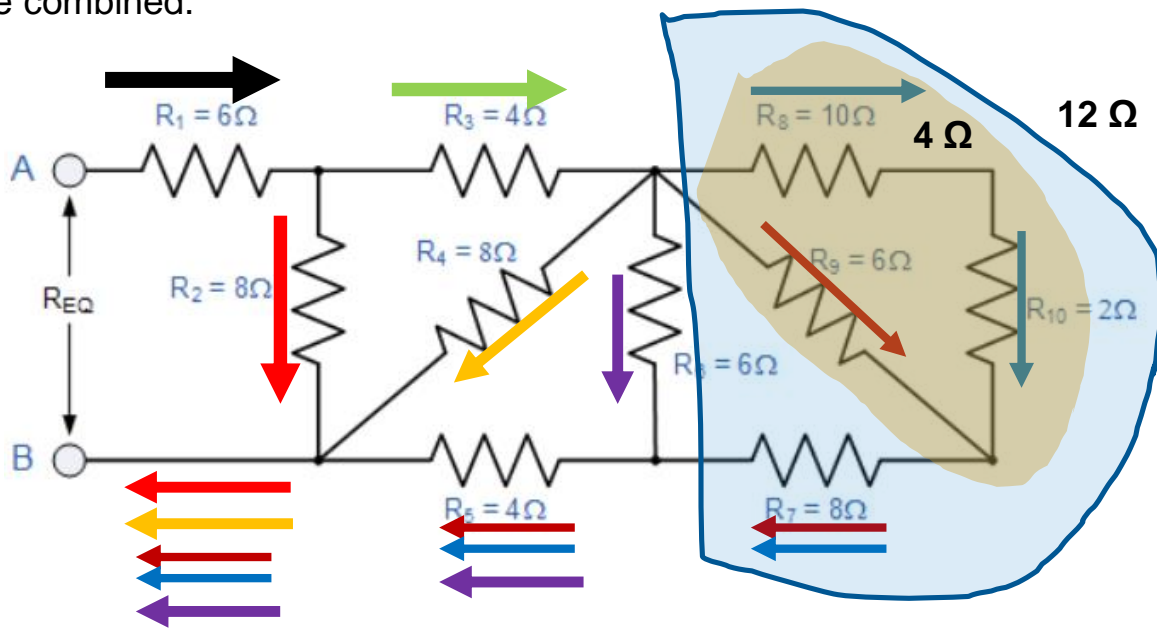 e combined.
R₁ = 6Ω
R₃ = 4Ω
R₈ = 10Ω
4 Ω
12 Ω
A
R₄ = 8Ω
R₉ = 6Ω
R₂ = 8Ω
R_EQ
R₁₀ = 2Ω
R₆ = 6Ω
B
R₅ = 4Ω
R₇ = 8Ω